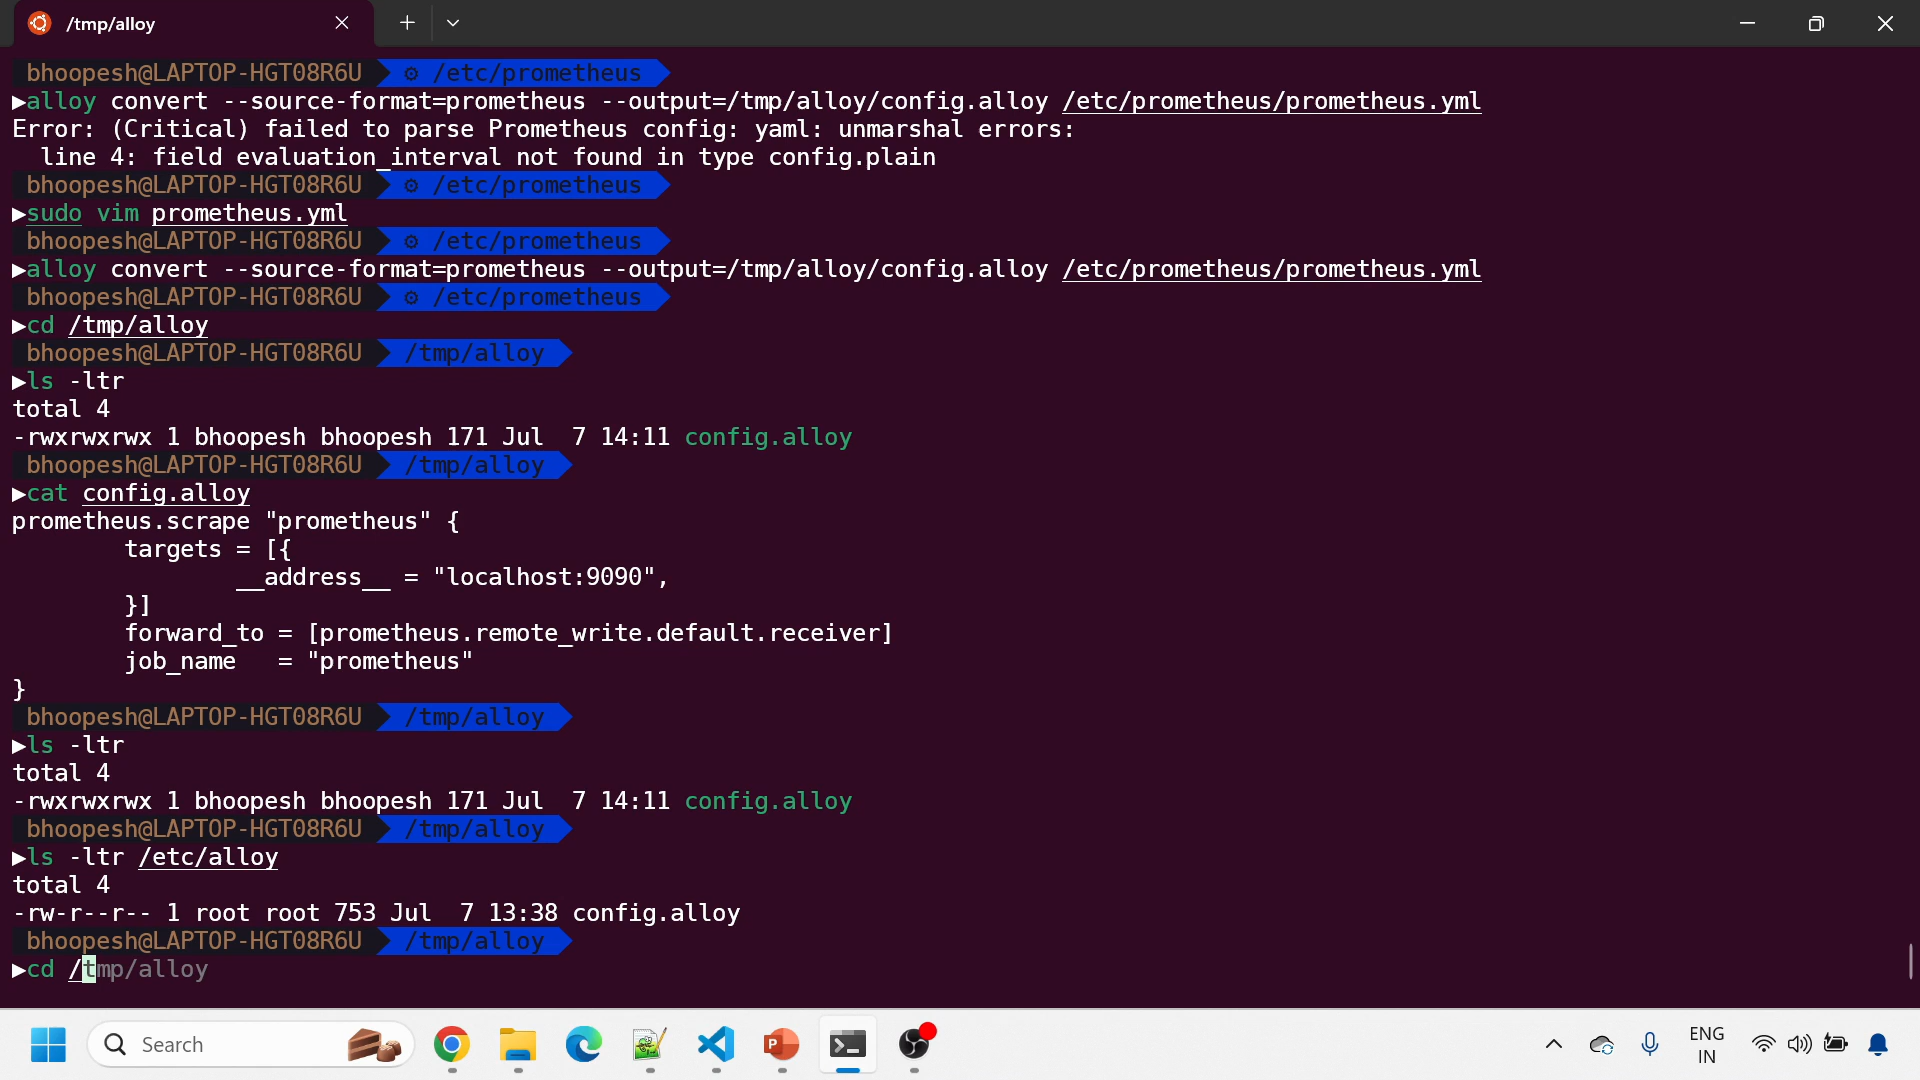 /tmp/alloy
bhoopesh@LAPTOP-HGT08R6U /etc/prometheus
▶alloy convert --source-format=prometheus --output=/tmp/alloy/config.alloy /etc/prometheus/prometheus.yml
Error: (Critical) failed to parse Prometheus config: yaml: unmarshal errors:
  line 4: field evaluation_interval not found in type config.plain
bhoopesh@LAPTOP-HGT08R6U /etc/prometheus
▶sudo vim prometheus.yml
bhoopesh@LAPTOP-HGT08R6U /etc/prometheus
▶alloy convert --source-format=prometheus --output=/tmp/alloy/config.alloy /etc/prometheus/prometheus.yml
bhoopesh@LAPTOP-HGT08R6U /etc/prometheus
▶cd /tmp/alloy
bhoopesh@LAPTOP-HGT08R6U /tmp/alloy
▶ls -ltr
total 4
-rwxrwxrwx 1 bhoopesh bhoopesh 171 Jul  7 14:11 config.alloy
bhoopesh@LAPTOP-HGT08R6U /tmp/alloy
▶cat config.alloy
prometheus.scrape "prometheus" {
        targets = [{
                __address__ = "localhost:9090",
        }]
        forward_to = [prometheus.remote_write.default.receiver]
        job_name   = "prometheus"
}
bhoopesh@LAPTOP-HGT08R6U /tmp/alloy
▶ls -ltr
total 4
-rwxrwxrwx 1 bhoopesh bhoopesh 171 Jul  7 14:11 config.alloy
bhoopesh@LAPTOP-HGT08R6U /tmp/alloy
▶ls -ltr /etc/alloy
total 4
-rw-r--r-- 1 root root 753 Jul  7 13:38 config.alloy
bhoopesh@LAPTOP-HGT08R6U /tmp/alloy
▶cd /tmp/alloy
Search
P
ENG
IN